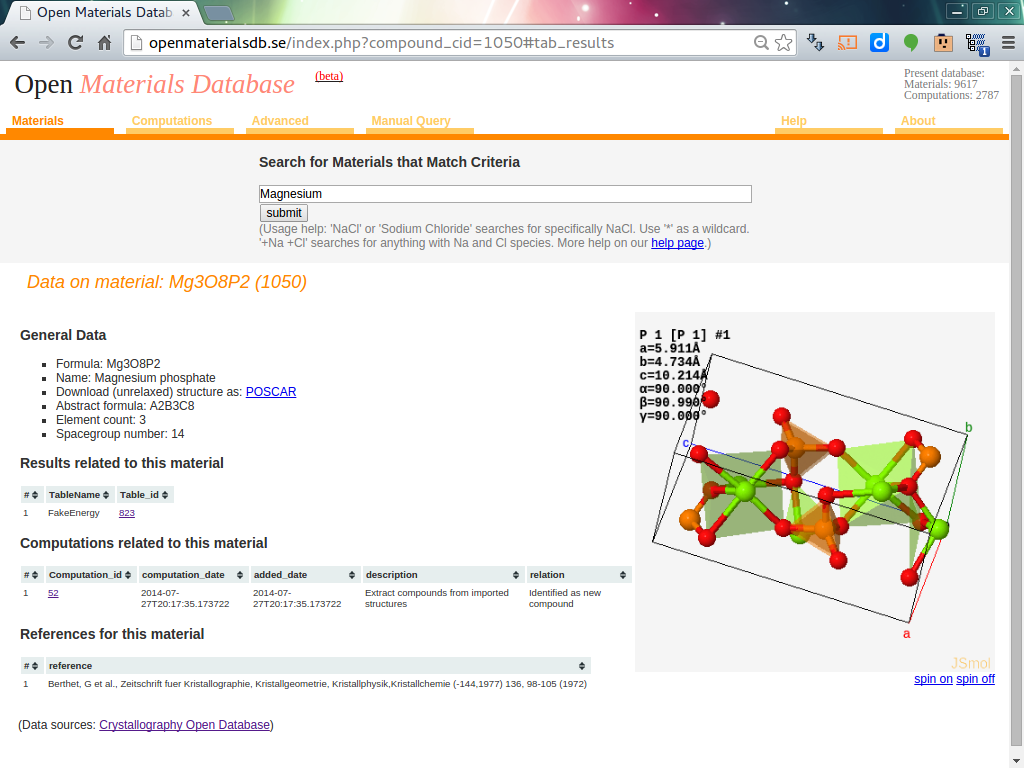 Open Materials Datab
openmaterialsdb.se/index.php?compound_cid=1050#tab_results
1
Open Materials Database (beta)
Present database:
Materials: 9617
Computations: 2787
Materials Computations Advanced Manual Query Help About
Search for Materials that Match Criteria
Magnesium
submit
(Usage help: 'NaCl' or 'Sodium Chloride' searches for specifically NaCl. Use '*' as a wildcard.
'+Na +Cl' searches for anything with Na and Cl species. More help on our help page.)
Data on material: Mg3O8P2 (1050)
General Data
Formula: Mg3O8P2
Name: Magnesium phosphate
Download (unrelaxed) structure as: POSCAR
Abstract formula: A2B3C8
Element count: 3
Spacegroup number: 14
Results related to this material
# TableName Table_id
1 FakeEnergy 823
Computations related to this material
# Computation_id computation_date added_date description relation
1 52 2014-07-27T20:17:35.173722 2014-07-27T20:17:35.173722 Extract compounds from imported structures Identified as new compound
References for this material
# reference
1 Berthet, G et al., Zeitschrift fuer Kristallographie, Kristallgeometrie, Kristallphysik,Kristallchemie (-144,1977) 136, 98-105 (1972)
(Data sources: Crystallography Open Database)
P 1 [P 1] #1
a=5.911Å
b=4.734Å
c=10.214Å
α=90.000°
β=90.990°
γ=90.000°
c
b
a
JSmol
spin on spin off